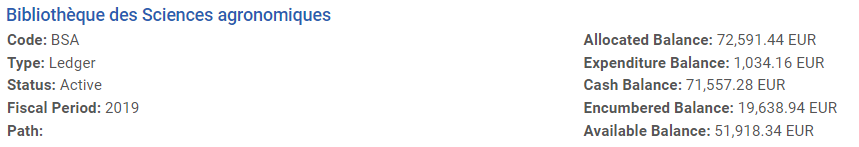 Bibliothèque des Sciences agronomiques
Code: BSA
Type: Ledger
Status: Active
Fiscal Period: 2019
Path:
Allocated Balance: 72,591.44 EUR
Expenditure Balance: 1,034.16 EUR
Cash Balance: 71,557.28 EUR
Encumbered Balance: 19,638.94 EUR
Available Balance: 51,918.34 EUR